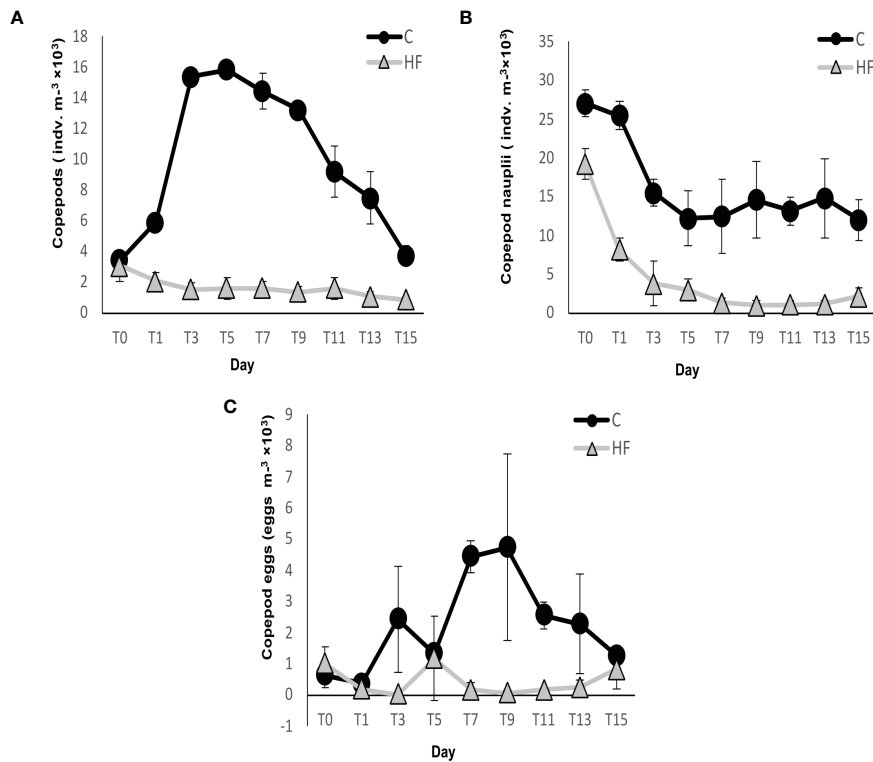 A
Copepods ( indv. m-³ ×10³)
18
16
14
12
10
8
6
4
2
0
C
HF
T0 T1 T3 T5 T7 T9 T11 T13 T15
Day
B
Copepod nauplii ( indv. m-³×10³)
35
30
25
20
15
10
5
0
C
HF
T0 T1 T3 T5 T7 T9 T11 T13 T15
Day
C
Copepod eggs (eggs m-³ ×10³)
9
8
7
6
5
4
3
2
1
0
-1
C
HF
T0 T1 T3 T5 T7 T9 T11 T13 T15
Day